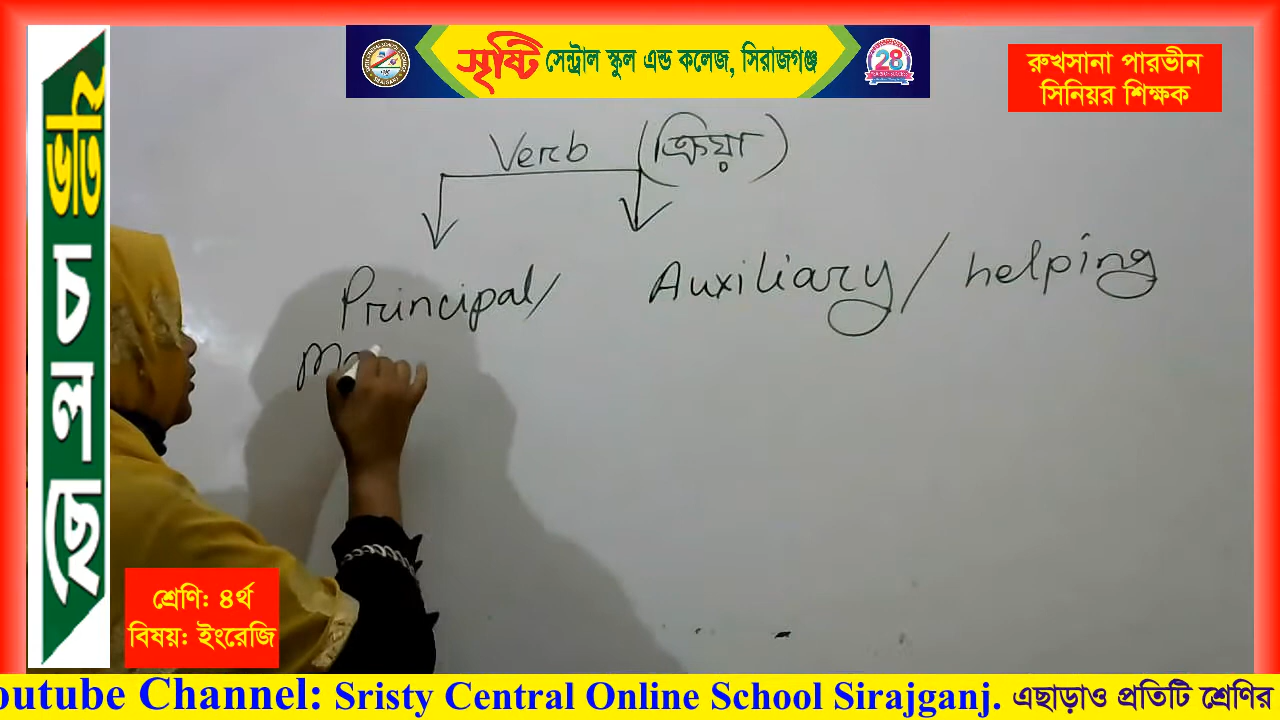 সৃষ্টি সেন্ট্রাল স্কুল এন্ড কলেজ, সিরাজগঞ্জ
28
রুখসানা পারভীন
সিনিয়র শিক্ষক
ভর্তি চলছে
Verb (ক্রিয়া)
Principal/ Auxiliary / helping
শ্রেণি: ৪র্থ
বিষয়: ইংরেজি
outube Channel: Sristy Central Online School Sirajganj. এছাড়াও প্রতিটি শ্রেণির